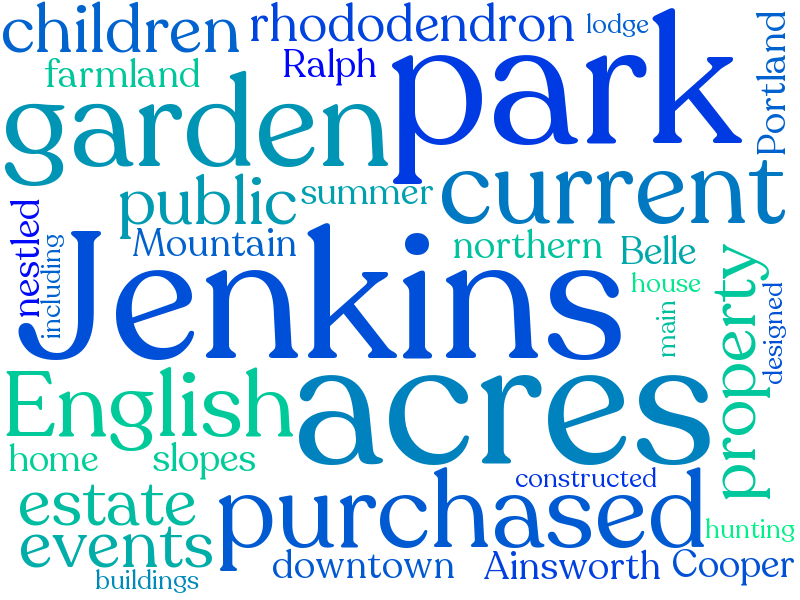 children
rhododendron
lodge
Portland
farmland
Ralph
park
garden
public
summer
current
nestled
including
Mountain
northern
Belle
Jenkins
house
main
property
designed
English
acres
home
slopes
estate
purchased
constructed
events
hunting
buildings
downtown
Ainsworth
Cooper